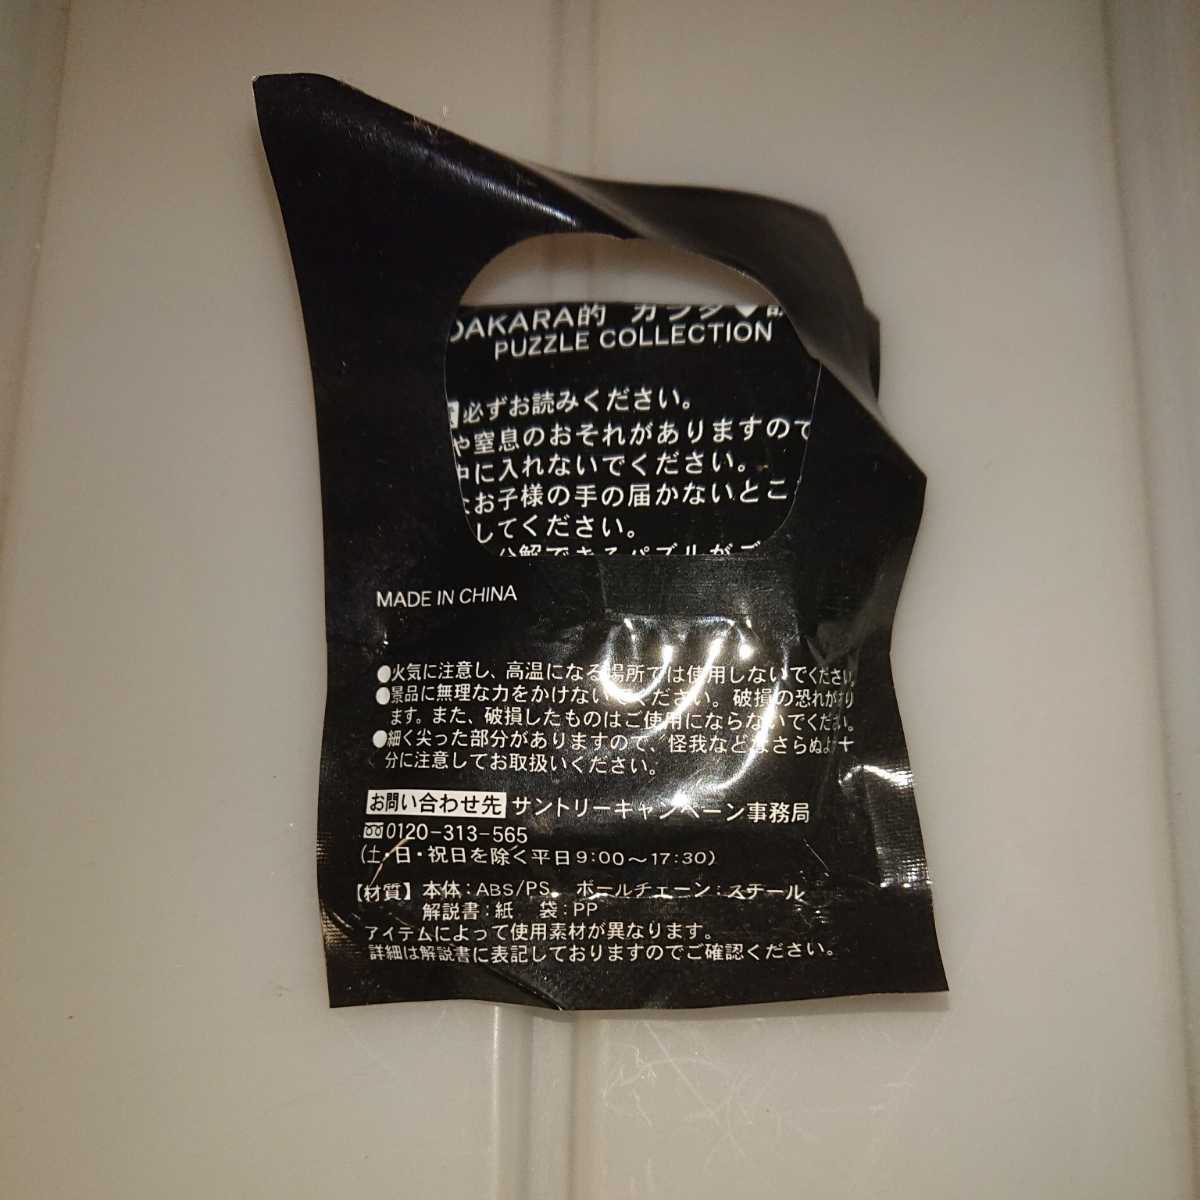 DAKARA的 カラダ♥
PUZZLE COLLECTION
必ずお読みください。
や窒息のおそれがありますので
中に入れないでください。
なお子様の手の届かないとこ
してください。
分解できるパズルがご
MADE IN CHINA
●火気に注意し、高温になる場所では使用しないでください。
●景品に無理な力をかけないでください。破損の恐れがあり
ます。また、破損したものはご使用にならないでください。
●細く尖った部分がありますので、怪我などなさらぬよう十
分に注意してお取扱いください。
お問い合わせ先 サントリーキャンペーン事務局
0120-313-565
(土・日・祝日を除く平日9:00～17:30)
【材質】本体:ABS/PS、ボールチェーン:スチール
解説書:紙 袋:PP
アイテムによって使用素材が異なります。
詳細は解説書に表記しておりますのでご確認ください。